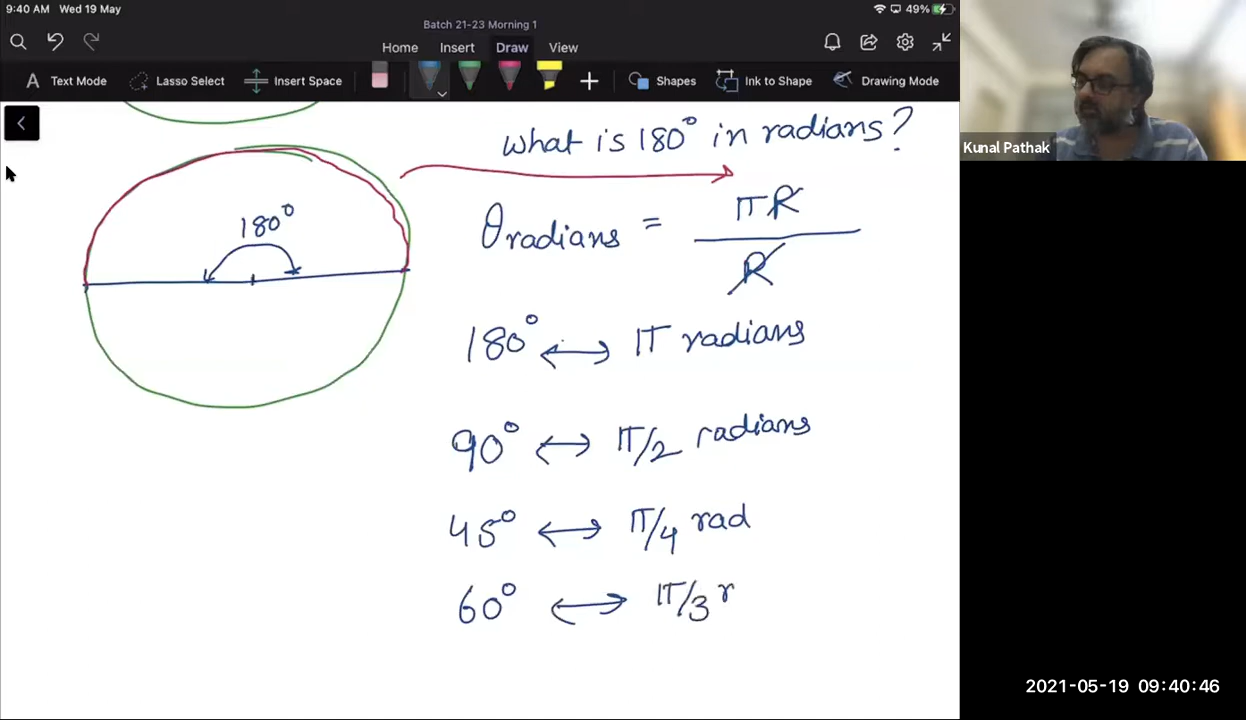 9:40 AM Wed 19 May
49%
Batch 21-23 Morning 1
Home Insert Draw View
Text Mode Lasso Select Insert Space Shapes Ink to Shape Drawing Mode
Kunal Pathak
What is 180° in radians?
180°
θradians = πR
R
180° ↔ π radians
90° ↔ π/2 radians
45° ↔ π/4 rad
60° ↔ π/3 r
2021-05-19 09:40:46